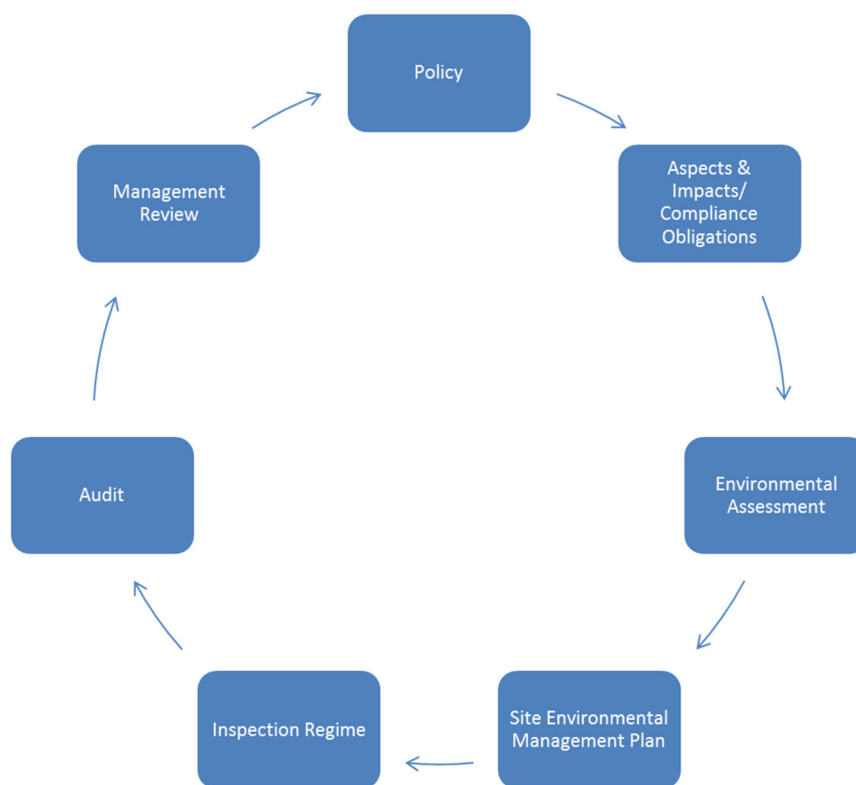 Policy
Aspects &
Impacts/
Compliance
Obligations
Environmental
Assessment
Site Environmental
Management Plan
Inspection Regime
Audit
Management
Review